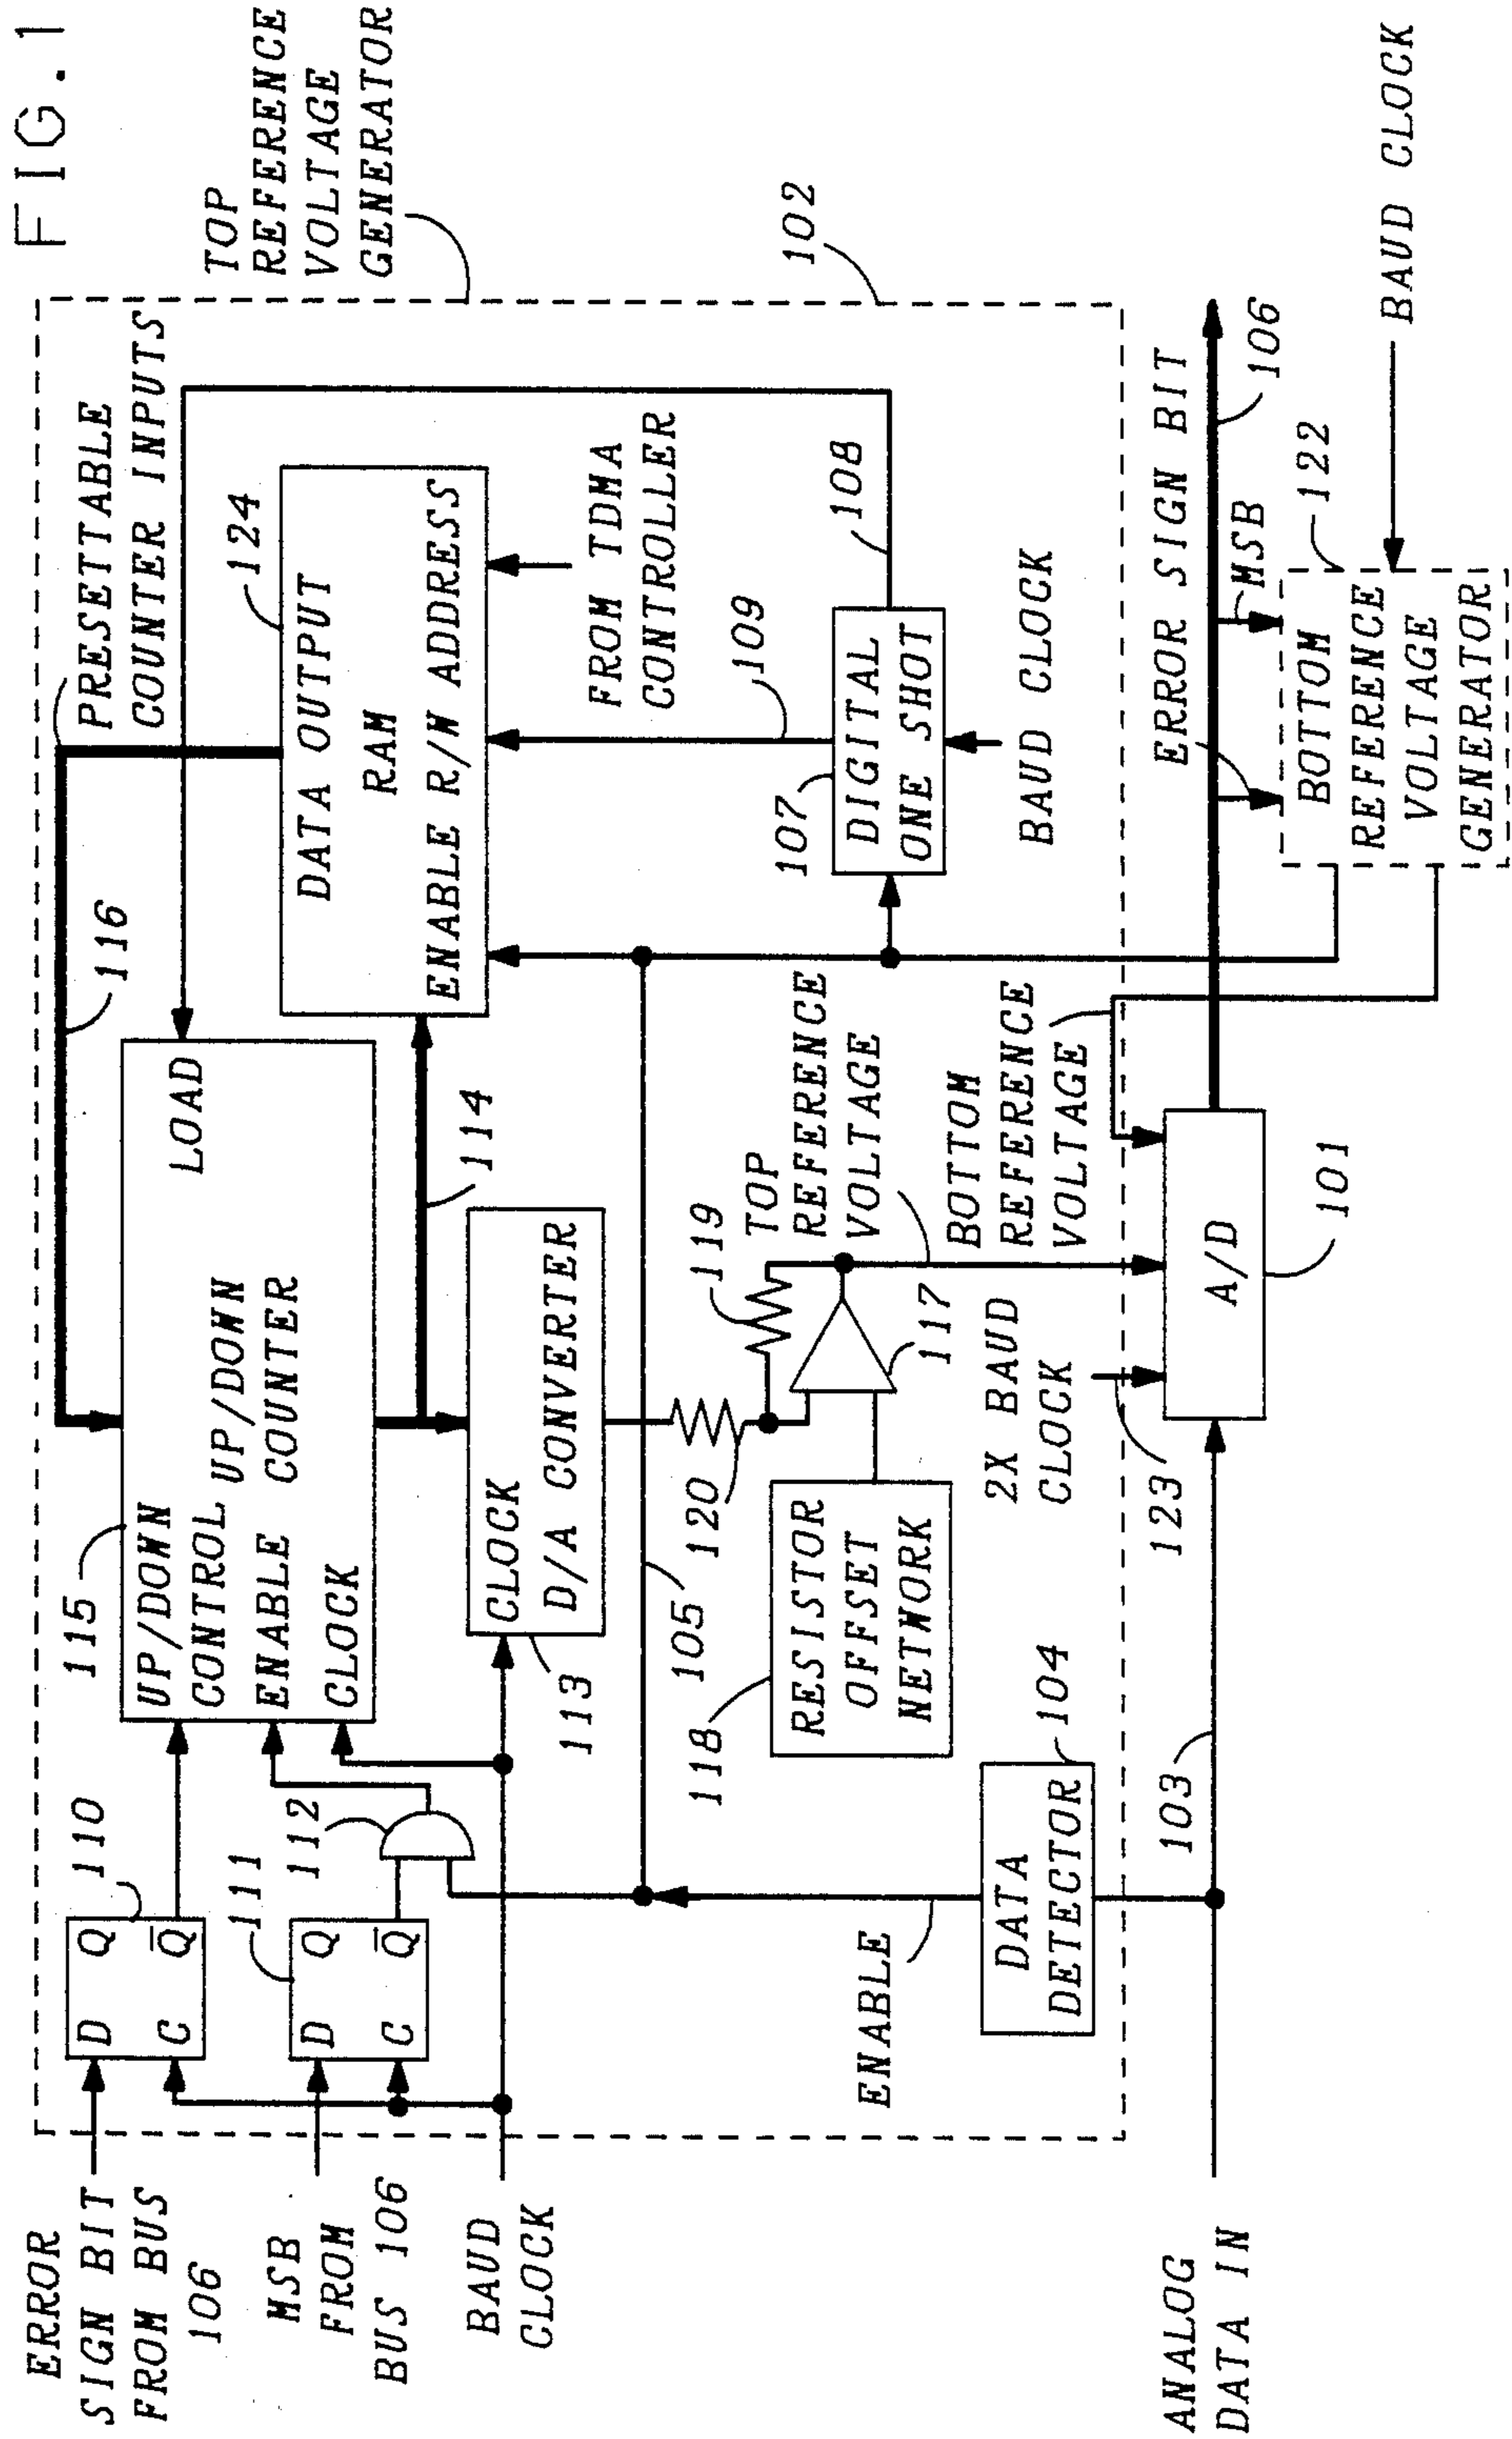 FIG.1
TOP
REFERENCE
VOLTAGE
GENERATOR
102
PRESETTABLE
COUNTER INPUTS
116
124
DATA OUTPUT
RAM
ENABLE R/W ADDRESS
FROM TDMA
CONTROLLER
108
109
107
DIGITAL
ONE SHOT
BAUD CLOCK
115
UP/DOWN
CONTROL
ENABLE
CLOCK
UP/DOWN
COUNTER
LOAD
114
ERROR
SIGN BIT
FROM BUS
106
D Q
C Q̅
110
MSB
FROM
BUS 106
D Q
C Q̅
111
112
BAUD
CLOCK
CLOCK
D/A CONVERTER
113
105
120
119
TOP
REFERENCE
VOLTAGE
118
RESISTOR
OFFSET
NETWORK
117
BOTTOM
REFERENCE
VOLTAGE
2X BAUD
CLOCK
123
ENABLE
DATA
DETECTOR
104
ANALOG
DATA IN
103
A/D
101
ERROR SIGN BIT
MSB
106
122
BOTTOM
REFERENCE
VOLTAGE
GENERATOR
BAUD CLOCK